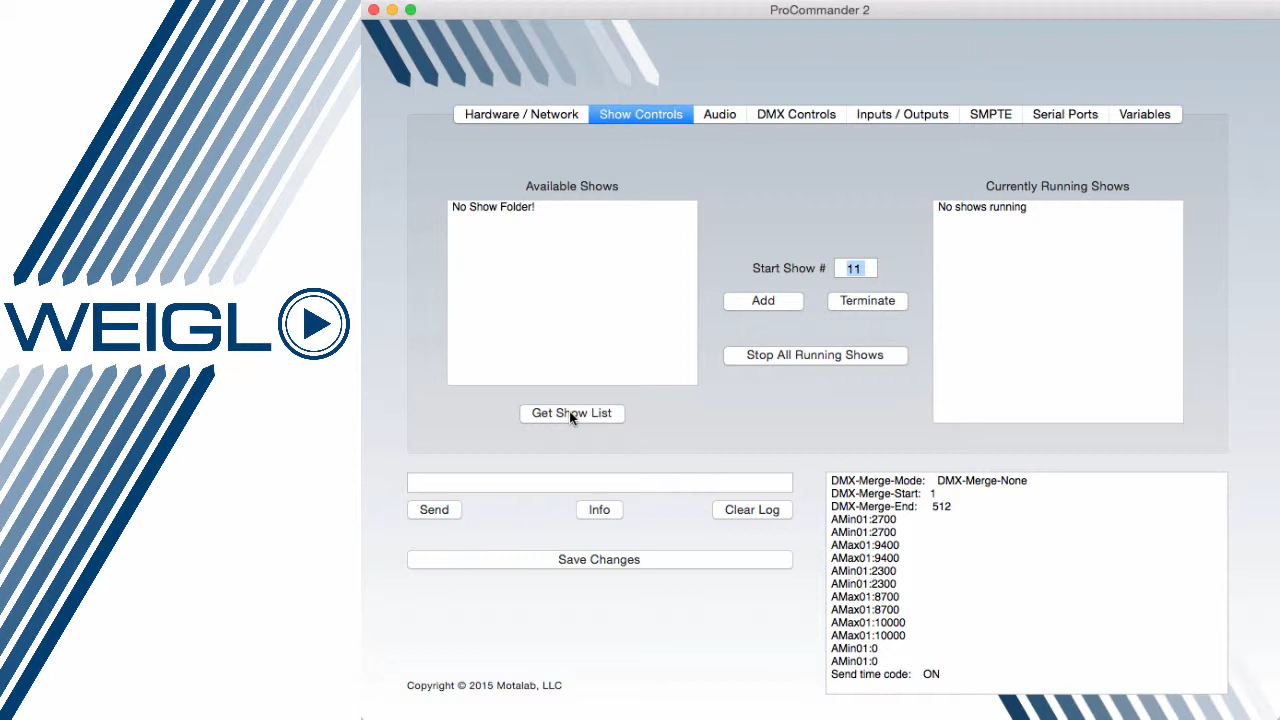 WEIGL
ProCommander 2
Hardware / Network
Show Controls
Audio
DMX Controls
Inputs / Outputs
SMPTE
Serial Ports
Variables
Available Shows
No Show Folder!
Get Show List
Start Show #
11
Add
Terminate
Stop All Running Shows
Currently Running Shows
No shows running
Send
Info
Clear Log
Save Changes
DMX-Merge-Mode: DMX-Merge-None
DMX-Merge-Start: 1
DMX-Merge-End: 512
AMin01:2700
AMin01:2700
AMax01:9400
AMax01:9400
AMin01:2300
AMin01:2300
AMax01:8700
AMax01:8700
AMax01:10000
AMax01:10000
AMin01:0
AMin01:0
Send time code: ON
Copyright © 2015 Motalab, LLC